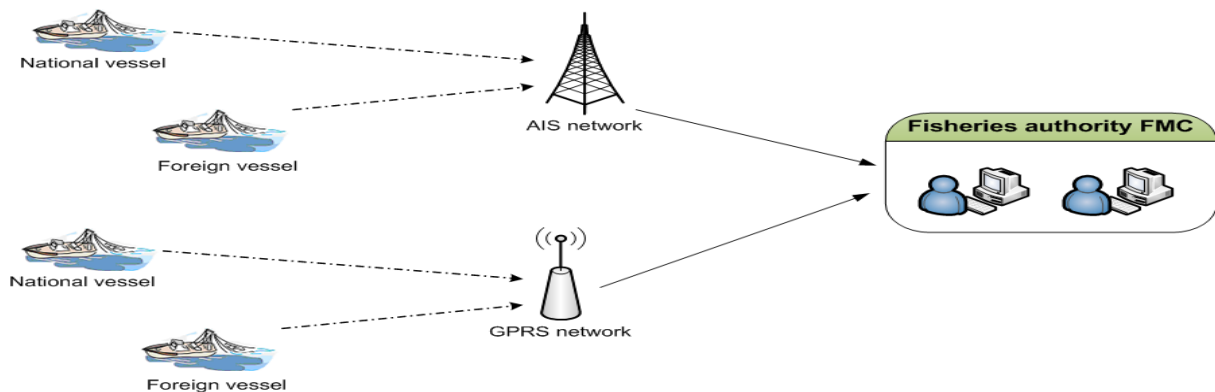 National vessel
AIS network
Fisheries authority FMC
Foreign vessel
National vessel
GPRS network
Foreign vessel